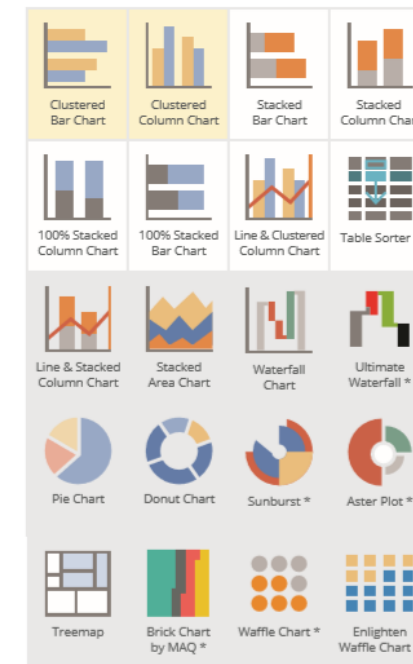 Clustered
Bar Chart
Clustered
Column Chart
Stacked
Bar Chart
Stacked
Column Char
100% Stacked
Column Chart
100% Stacked
Bar Chart
Line & Clustered
Column Chart
Table Sorter
Line & Stacked
Column Chart
Stacked
Area Chart
Waterfall
Chart
Ultimate
Waterfall *
Pie Chart
Donut Chart
Sunburst *
Aster Plot *
Treemap
Brick Chart
by MAQ *
Waffle Chart *
Enlighten
Waffle Chart